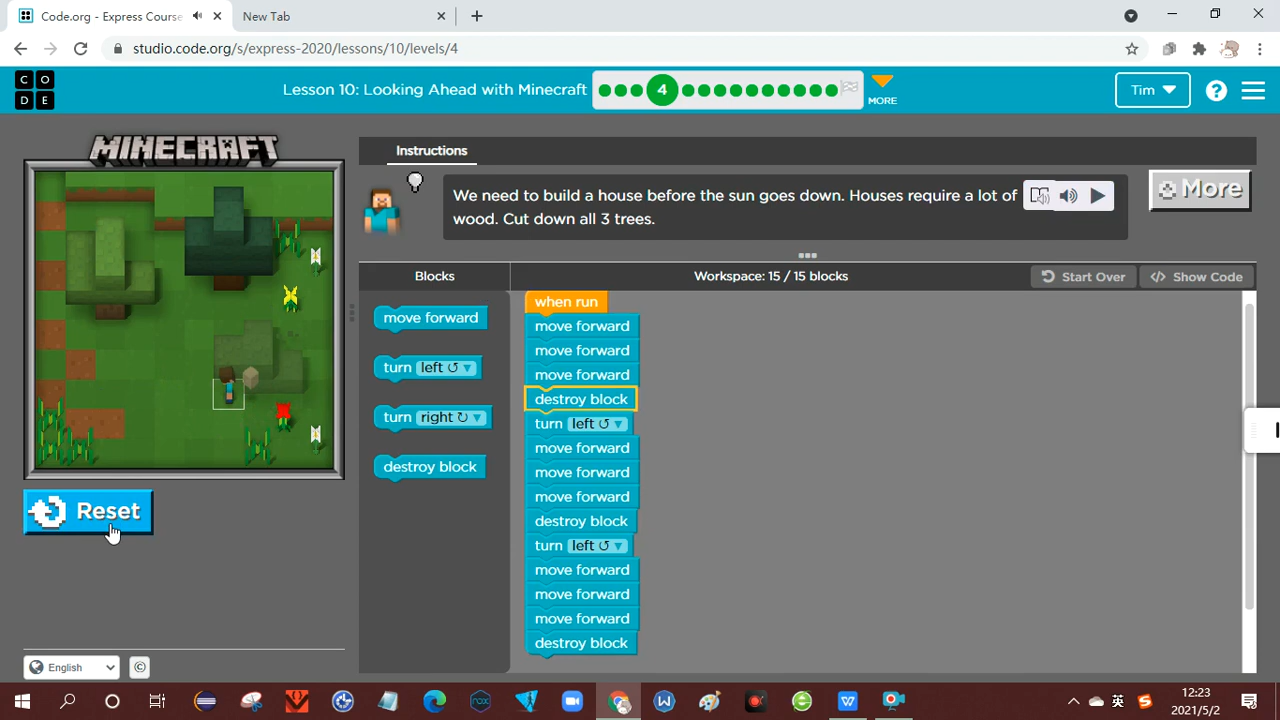 Code.org - Express Course
New Tab
studio.code.org/s/express-2020/lessons/10/levels/4
C O
D E
Lesson 10: Looking Ahead with Minecraft
4
MORE
Tim
?
MINECRAFT
Instructions
We need to build a house before the sun goes down. Houses require a lot of
wood. Cut down all 3 trees.
More
Blocks
Workspace: 15 / 15 blocks
Start Over
Show Code
move forward
turn left
turn right
destroy block
when run
move forward
move forward
move forward
destroy block
turn left
move forward
move forward
move forward
destroy block
turn left
move forward
move forward
move forward
destroy block
Reset
English
©
英
12:23
2021/5/2